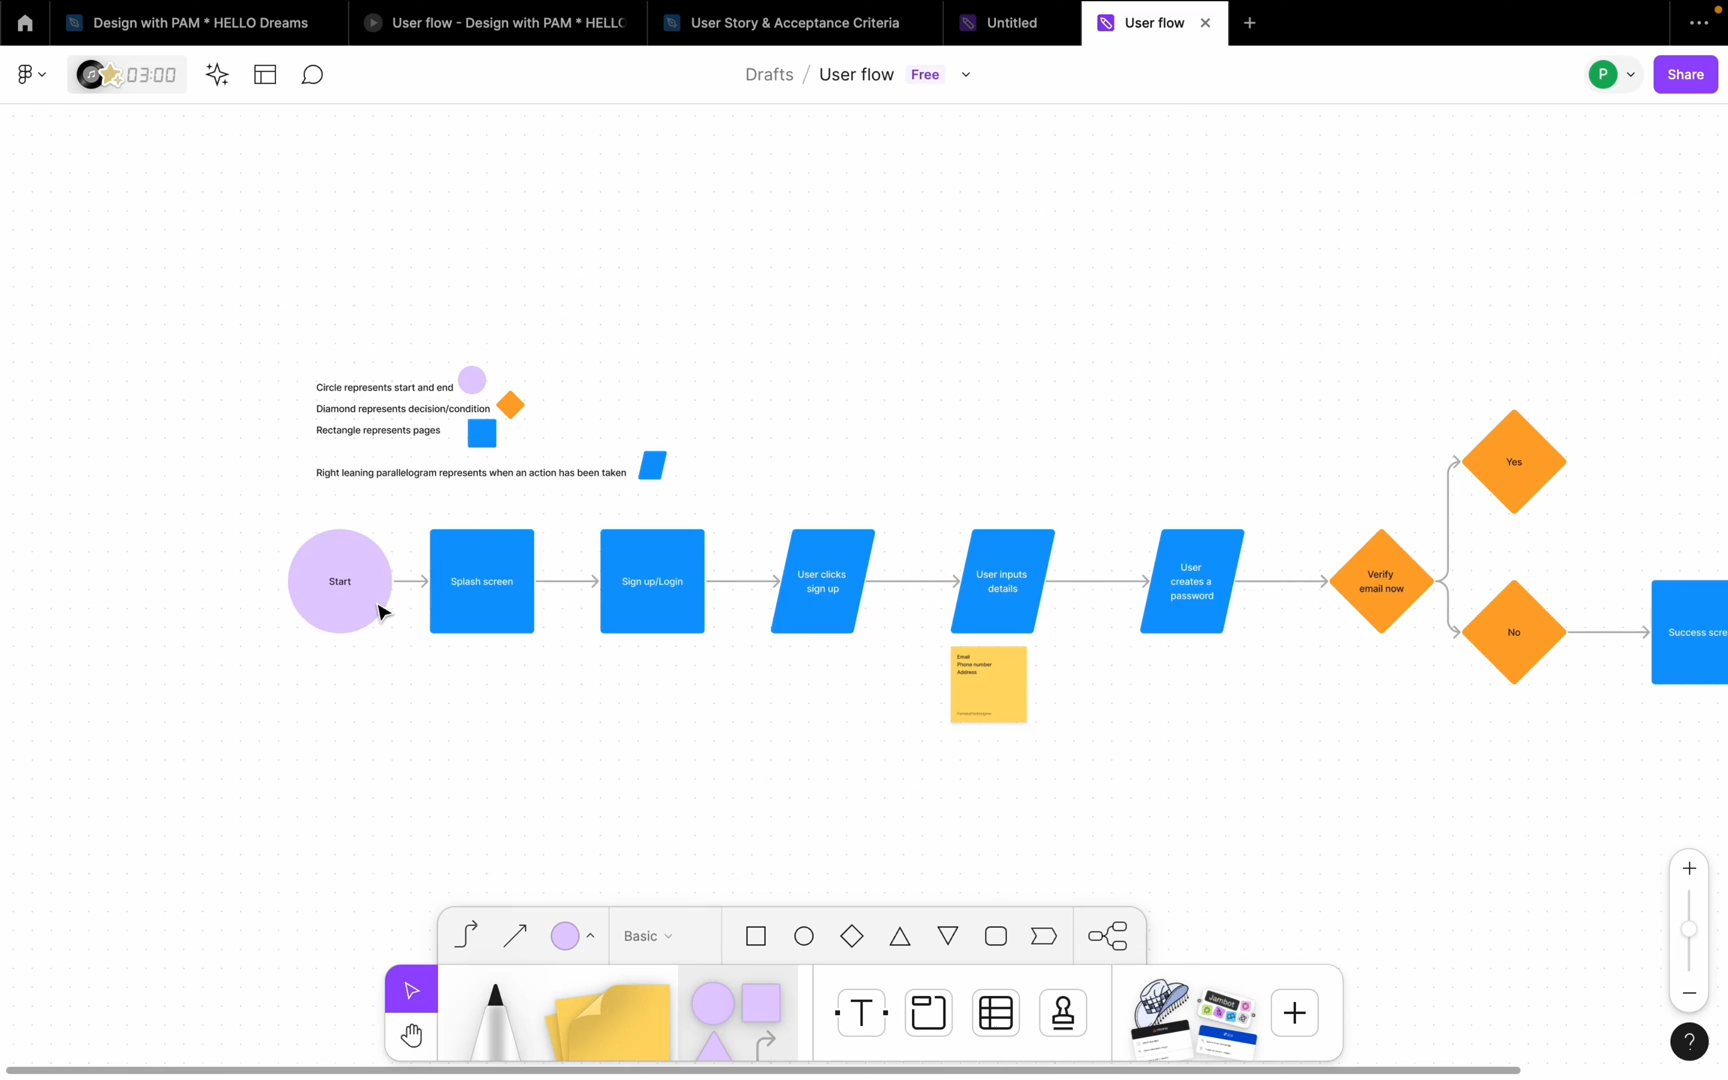 Design with PAM * HELLO Dreams
User flow - Design with PAM * HELLO
User Story & Acceptance Criteria
Untitled
User flow
03:00
Drafts / User flow Free
P
Share
Circle represents start and end
Diamond represents decision/condition
Rectangle represents pages
Right leaning parallelogram represents when an action has been taken
Start
Splash screen
Sign up/Login
User clicks
sign up
User inputs
details
User
creates a
password
Verify
email now
Yes
No
Success scre
Email
Phone number
Address
Basic
T
Jambot
?